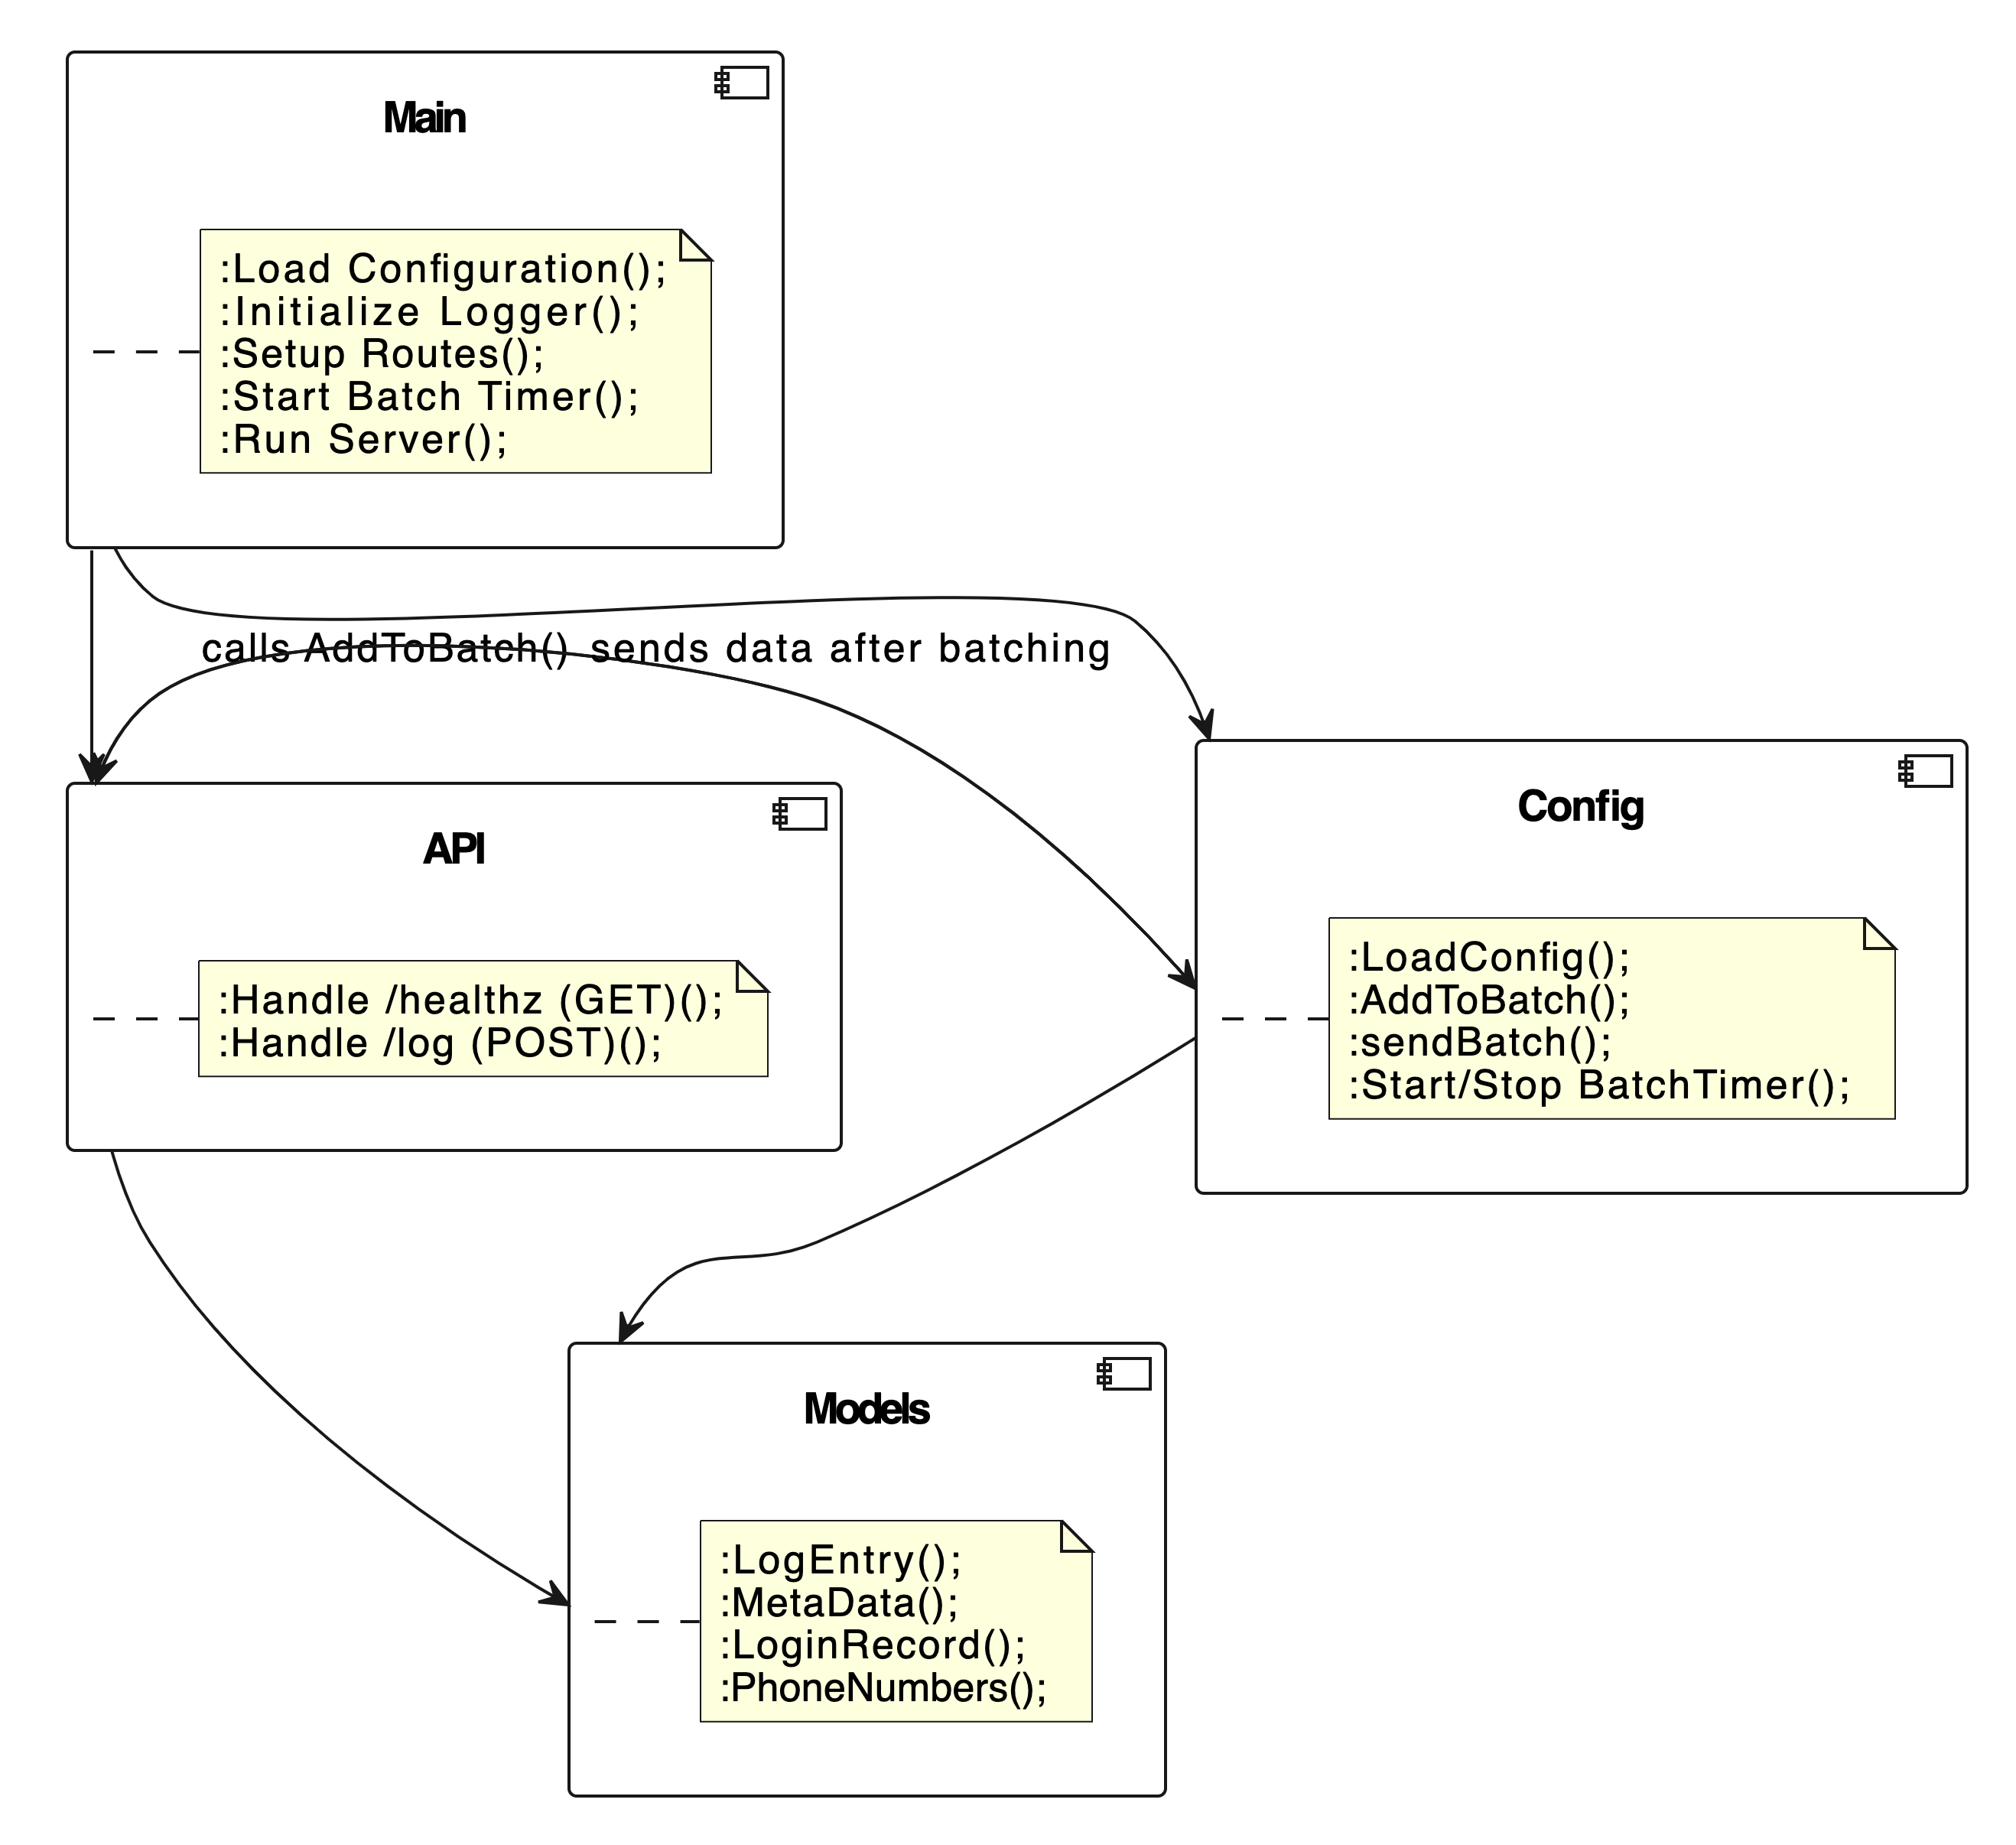 Main
:Load Configuration();
:Initialize Logger();
:Setup Routes();
:Start Batch Timer();
:Run Server();
calls AddToBatch() sends data after batching
API
:Handle /healthz (GET)();
:Handle /log (POST)();
Config
:LoadConfig();
:AddToBatch();
:sendBatch();
:Start/Stop BatchTimer();
Models
:LogEntry();
:MetaData();
:LoginRecord();
:PhoneNumbers();